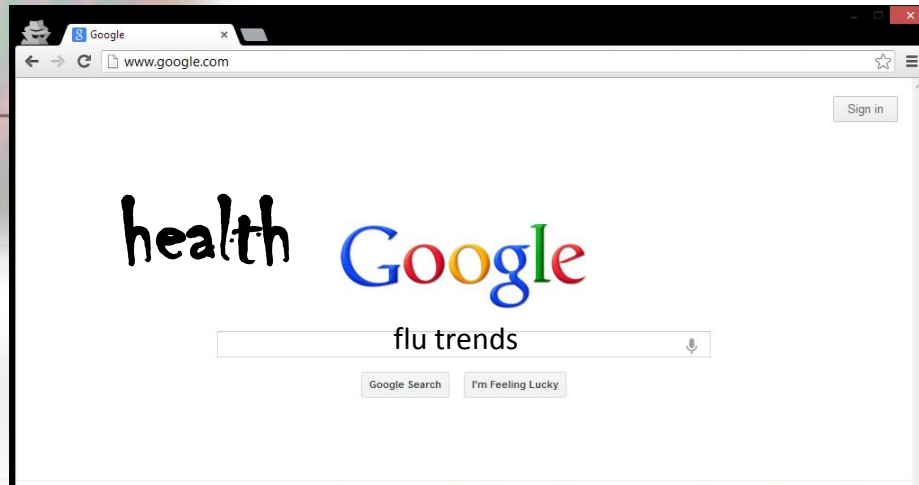 Google
www.google.com
Sign in
health
Google
flu trends
Google Search
I'm Feeling Lucky